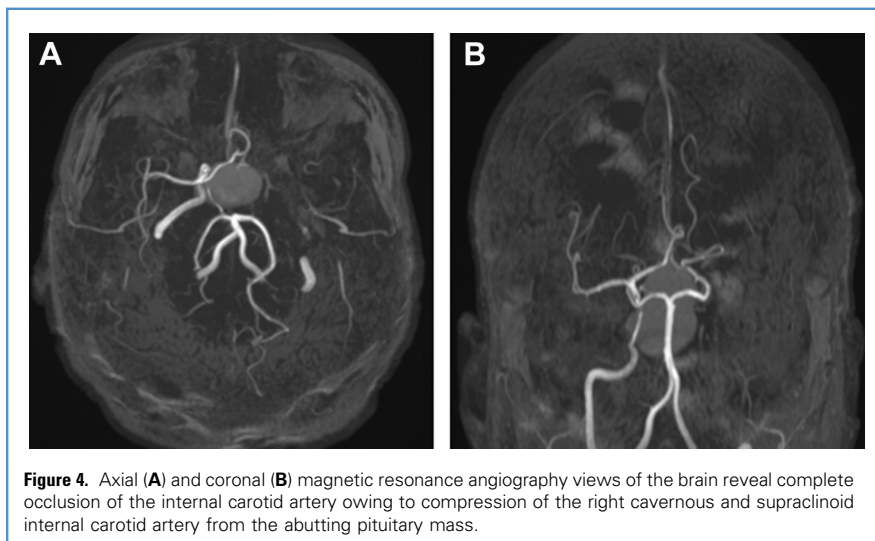 A
B
Figure 4. Axial (A) and coronal (B) magnetic resonance angiography views of the brain reveal complete
occlusion of the internal carotid artery owing to compression of the right cavernous and supraclinoid
internal carotid artery from the abutting pituitary mass.